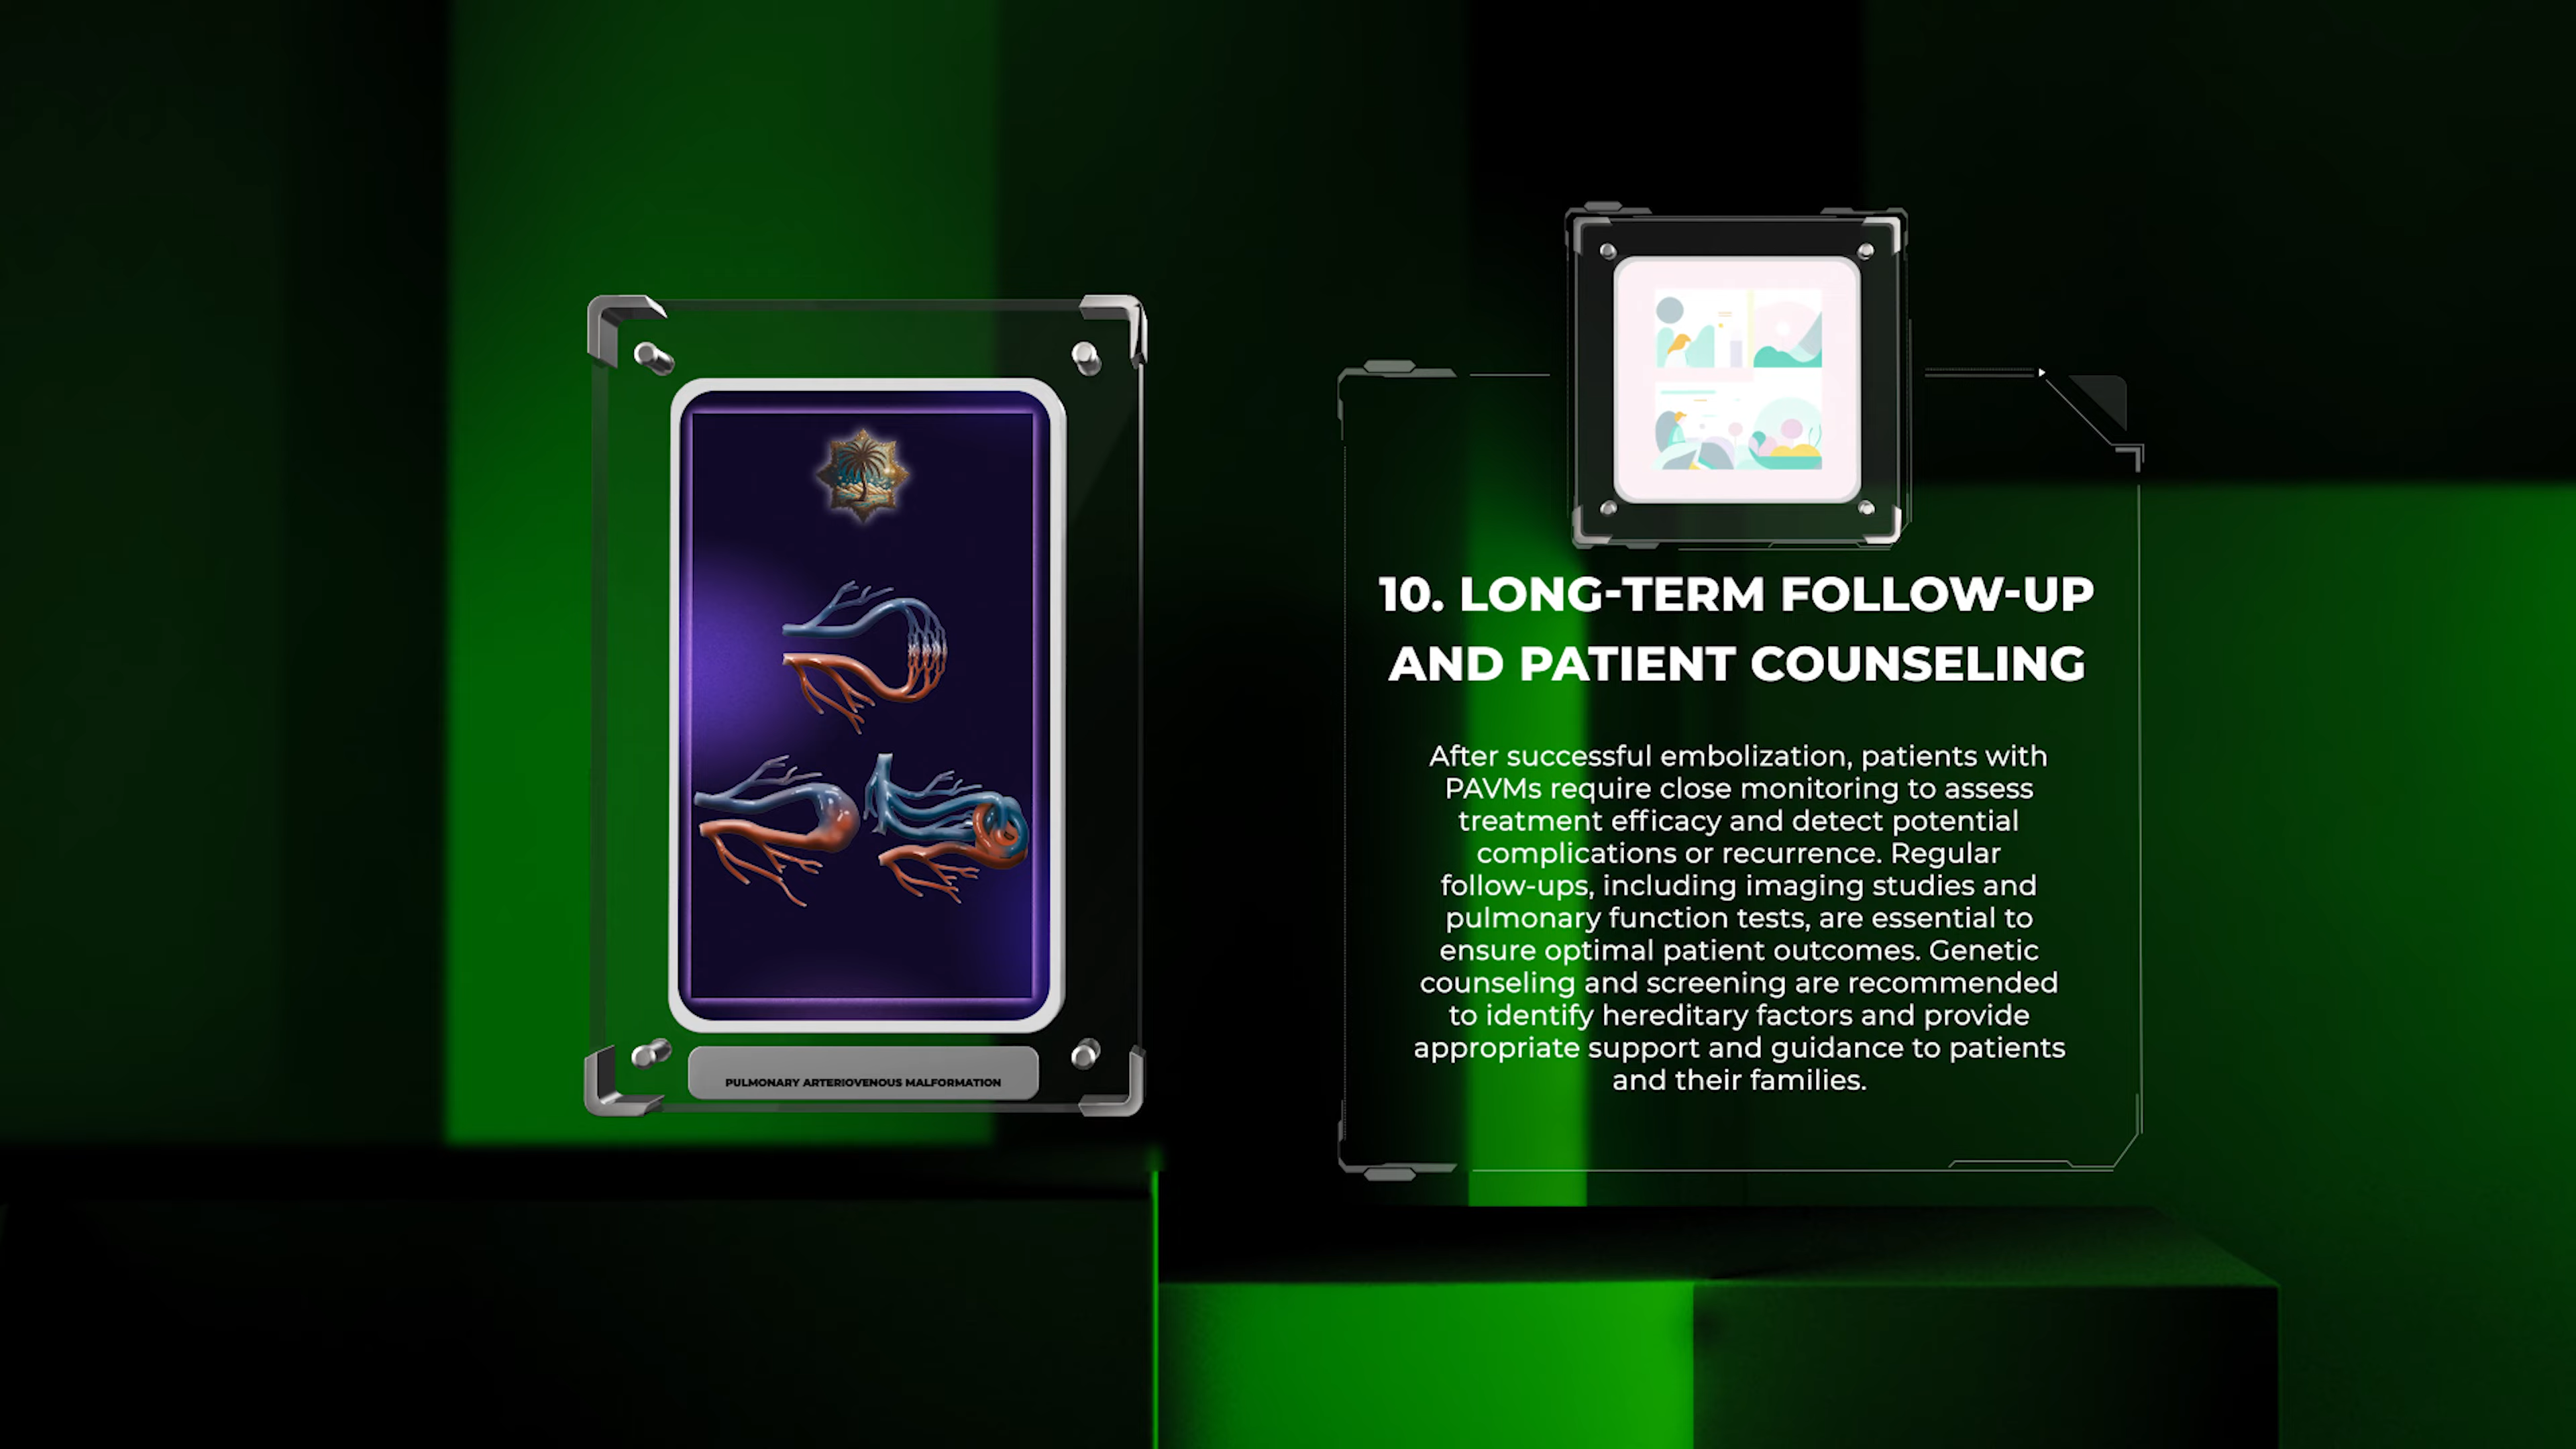 PULMONARY ARTERIOVENOUS MALFORMATION
10. LONG-TERM FOLLOW-UP
AND PATIENT COUNSELING
After successful embolization, patients with
PAVMs require close monitoring to assess
treatment efficacy and detect potential
complications or recurrence. Regular
follow-ups, including imaging studies and
pulmonary function tests, are essential to
ensure optimal patient outcomes. Genetic
counseling and screening are recommended
to identify hereditary factors and provide
appropriate support and guidance to patients
and their families.